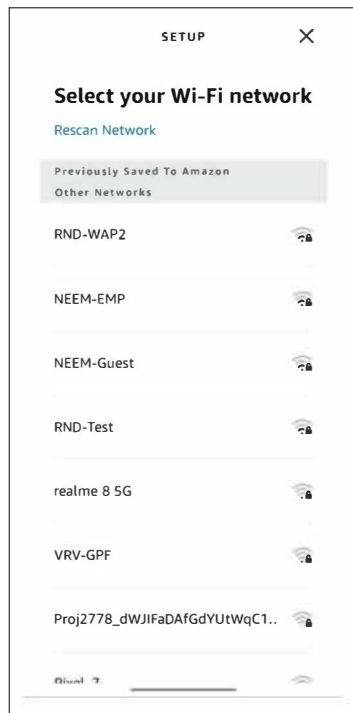 SETUP
Select your Wi-Fi network
Rescan Network
Previously Saved To Amazon
Other Networks
RND-WAP2
NEEM-EMP
NEEM-Guest
RND-Test
realme 8 5G
VRV-GPF
Proj2778_dWJIFaDAfGdYUtWqC1..